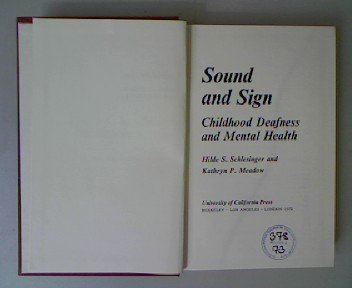 Sound
and Sign
Childhood Deafness
and Mental Health
Hilde S. Schlesinger and
Kathryn P. Meadow
University of California Press
BERKELEY – LOS ANGELES – LONDON 1972
378
73